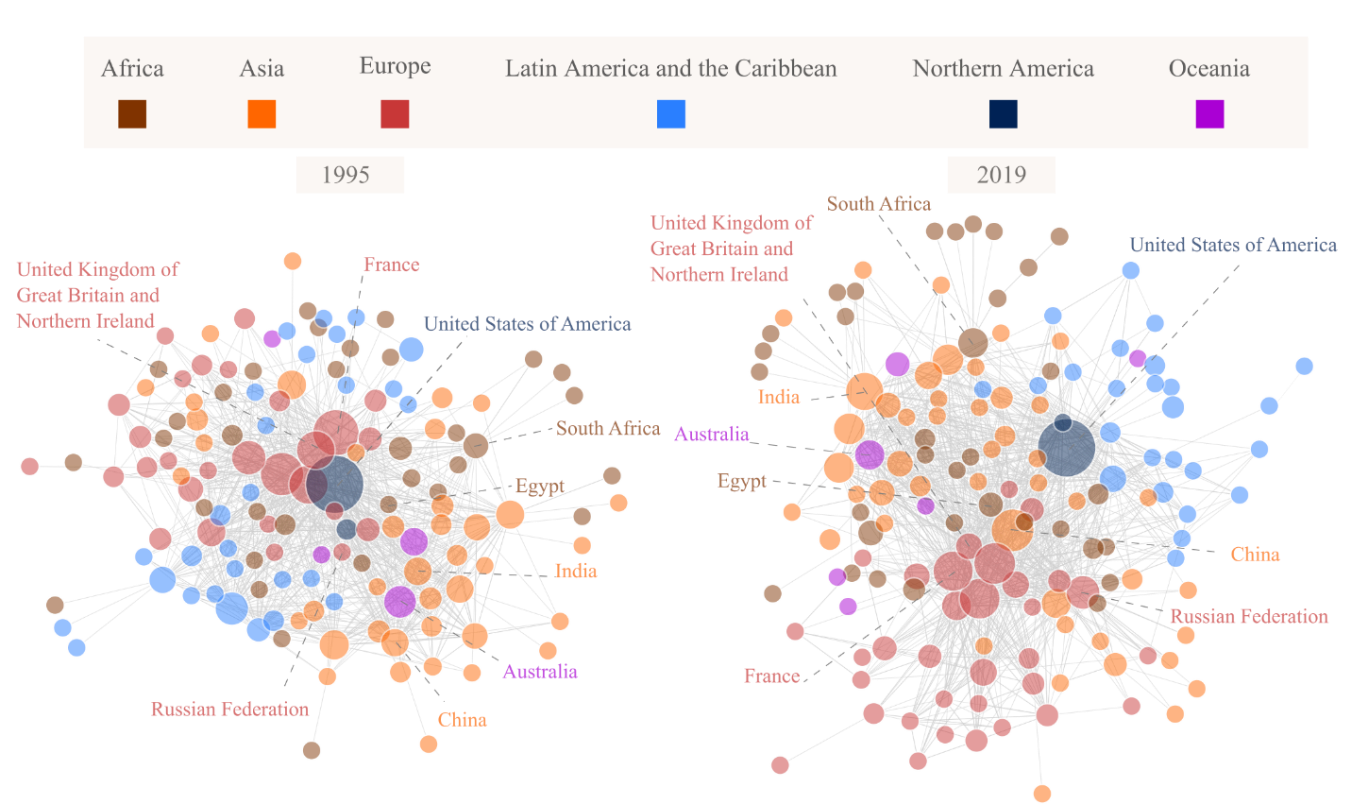 Africa
Asia
Europe
Latin America and the Caribbean
Northern America
Oceania
1995
2019
United Kingdom of
Great Britain and
Northern Ireland
France
United States of America
South Africa
Egypt
India
Australia
China
Russian Federation
South Africa
United Kingdom of
Great Britain and
Northern Ireland
United States of America
India
Australia
Egypt
China
Russian Federation
France